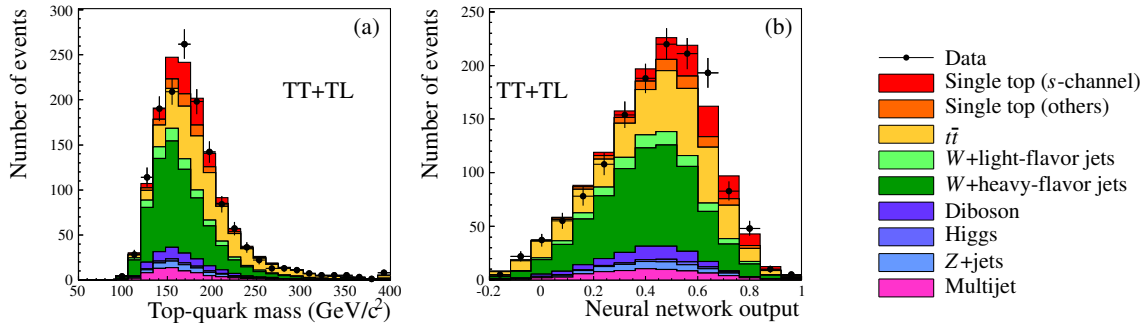 300
250
200
150
100
50
0
Number of events
(a)
TT+TL
50 100 150 200 250 300 350 400
Top-quark mass (GeV/c²)
250
200
150
100
50
0
Number of events
(b)
TT+TL
-0.2 0 0.2 0.4 0.6 0.8 1
Neural network output
Data
Single top (s-channel)
Single top (others)
tt̄
W+light-flavor jets
W+heavy-flavor jets
Diboson
Higgs
Z+jets
Multijet